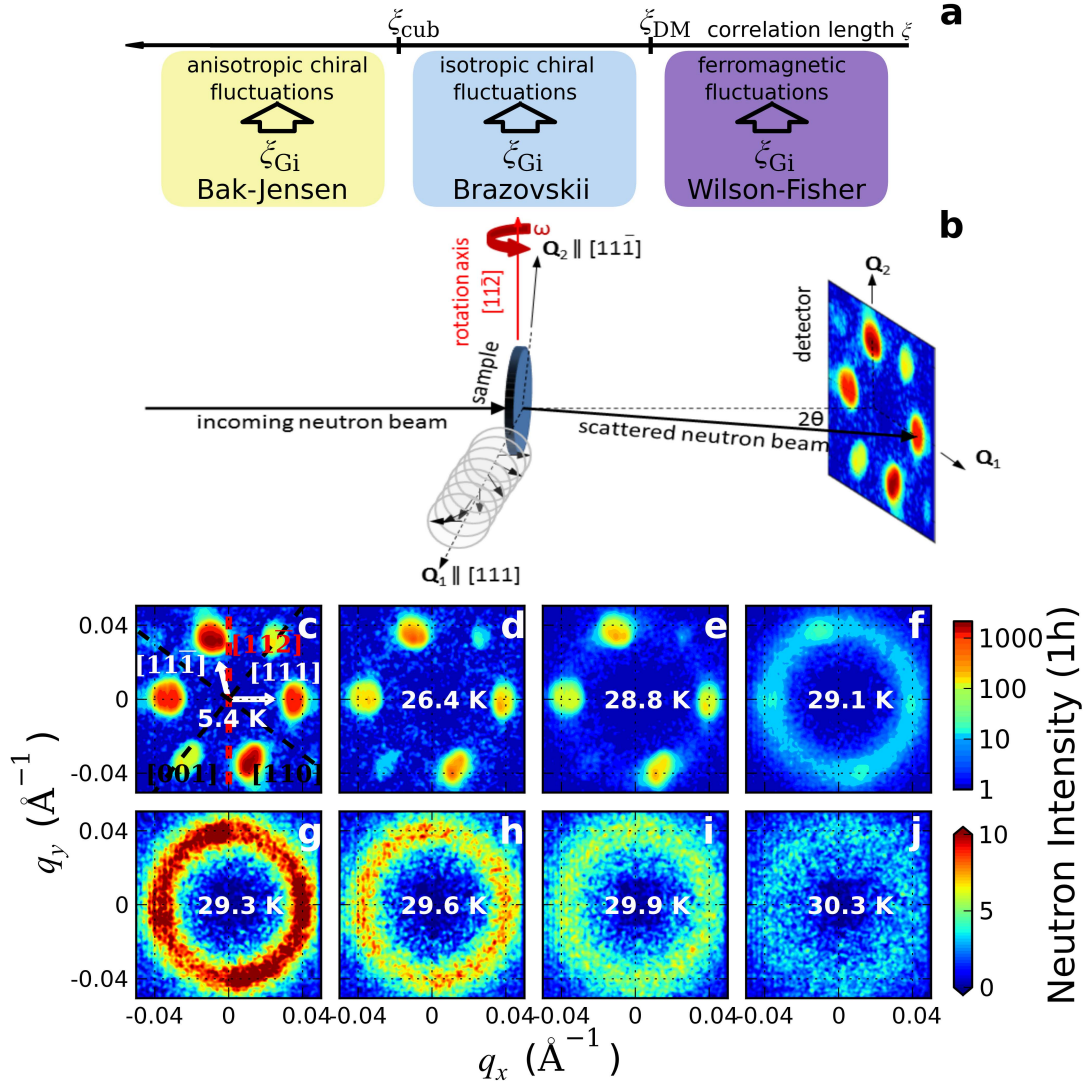 a
ξcub
ξDM
correlation length ξ
anisotropic chiral
fluctuations
ξGi
Bak-Jensen
isotropic chiral
fluctuations
ξGi
Brazovskii
ferromagnetic
fluctuations
ξGi
Wilson-Fisher
b
ω
rotation axis
[112̄]
Q2 ∥ [111̄]
sample
incoming neutron beam
2θ
scattered neutron beam
detector
Q2
Q1
Q1 ∥ [111]
c
[112̄]
[111̄]
[111]
5.4 K
[001]
[110]
d
26.4 K
e
28.8 K
f
29.1 K
0.04
0
-0.04
1000
100
10
1
g
29.3 K
h
29.6 K
i
29.9 K
j
30.3 K
0.04
0
-0.04
10
5
0
-0.04
0
0.04
-0.04
0
0.04
-0.04
0
0.04
-0.04
0
0.04
qx (Å⁻¹)
qy (Å⁻¹)
Neutron Intensity (1h)